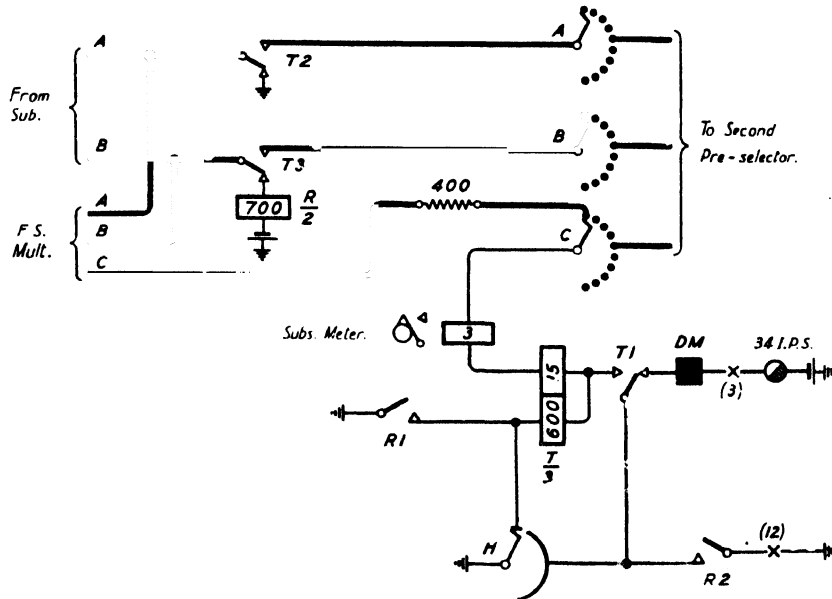 A
T2
A
From
Sub.
B
T3
B
To Second
Pre-selector.
A
700
R
2
400
F.S.
Mult.
B
C
C
Subs. Meter.
3
15
T1
DM
34 I.P.S.
(3)
R1
600
T
3
H
(12)
R2